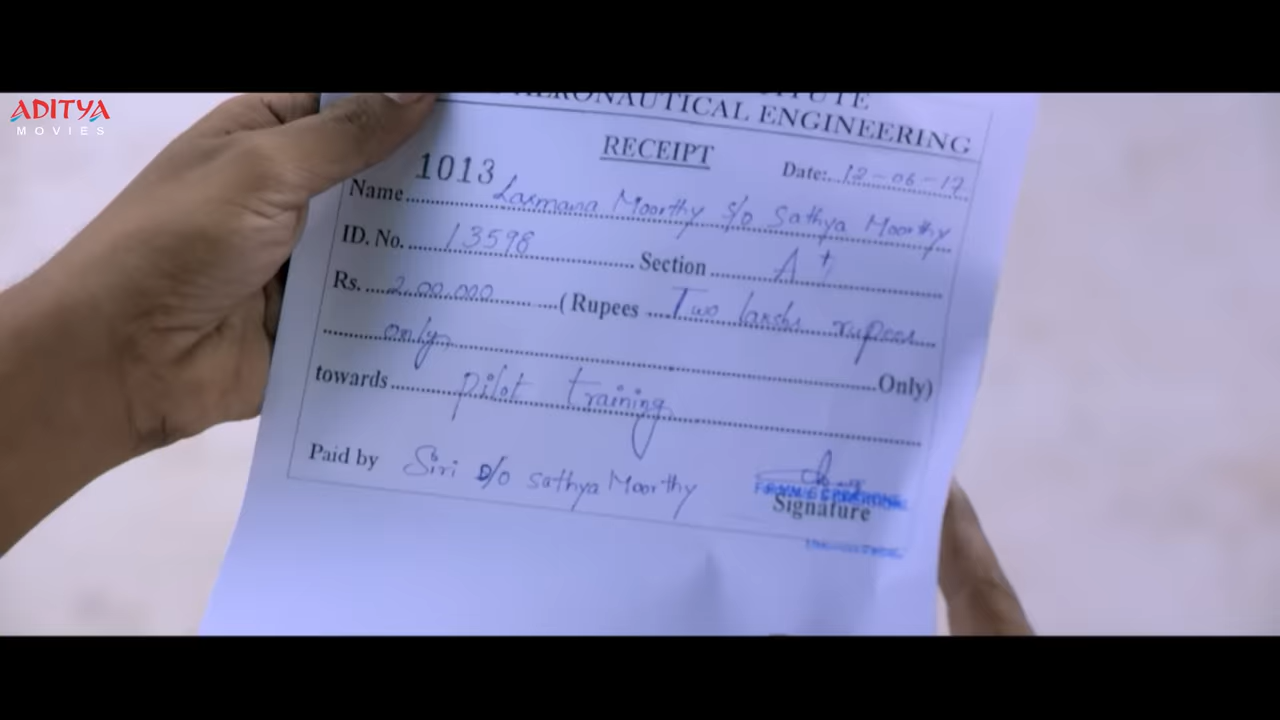 ADITYA
MOVIES
AERONAUTICAL ENGINEERING
RECEIPT
Date: 12-06-17
1013
Name Laxmana Moorthy s/o Sathya Moorthy
ID. No. 13598 Section A+
Rs. 2,00,000 (Rupees Two lakshs rupees
only Only)
towards pilot training
Paid by Siri D/O Sathya Moorthy
Signature